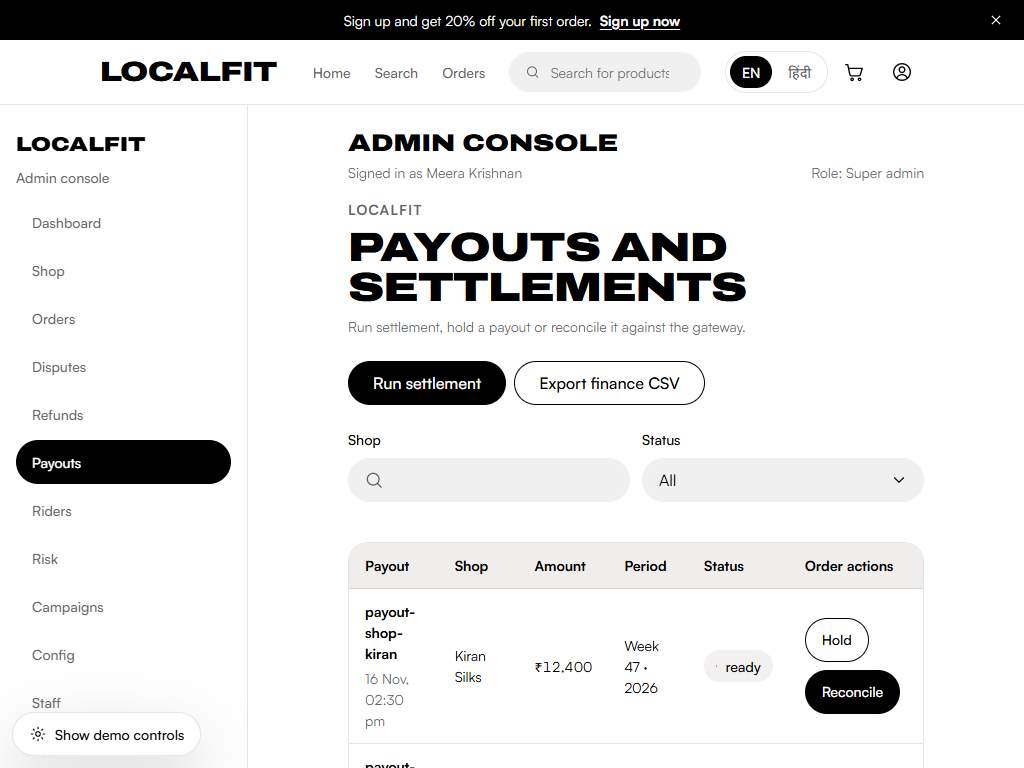 Sign up and get 20% off your first order. Sign up now
LOCALFIT
Home
Search
Orders
Search for products
EN
हिंदी
LOCALFIT
Admin console
Dashboard
Shop
Orders
Disputes
Refunds
Payouts
Riders
Risk
Campaigns
Config
Staff
Show demo controls
ADMIN CONSOLE
Signed in as Meera Krishnan
Role: Super admin
LOCALFIT
PAYOUTS AND
SETTLEMENTS
Run settlement, hold a payout or reconcile it against the gateway.
Run settlement
Export finance CSV
Shop
Status
All
Payout
Shop
Amount
Period
Status
Order actions
payout-
shop-
kiran
16 Nov,
02:30
pm
Kiran
Silks
₹12,400
Week
47 ·
2026
ready
Hold
Reconcile
payout-